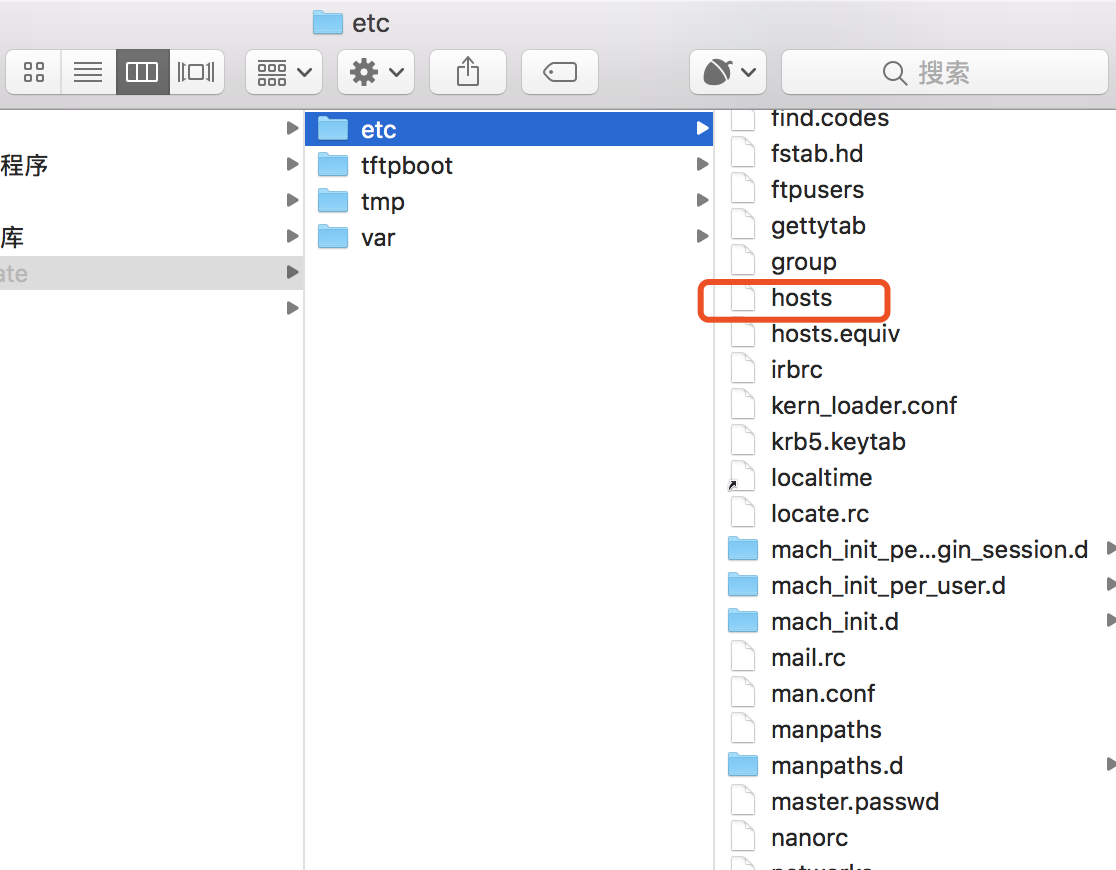 etc
搜索
程序
库
ate
etc
tftpboot
tmp
var
find.codes
fstab.hd
ftpusers
gettytab
group
hosts
hosts.equiv
irbrc
kern_loader.conf
krb5.keytab
localtime
locate.rc
mach_init_pe...gin_session.d
mach_init_per_user.d
mach_init.d
mail.rc
man.conf
manpaths
manpaths.d
master.passwd
nanorc